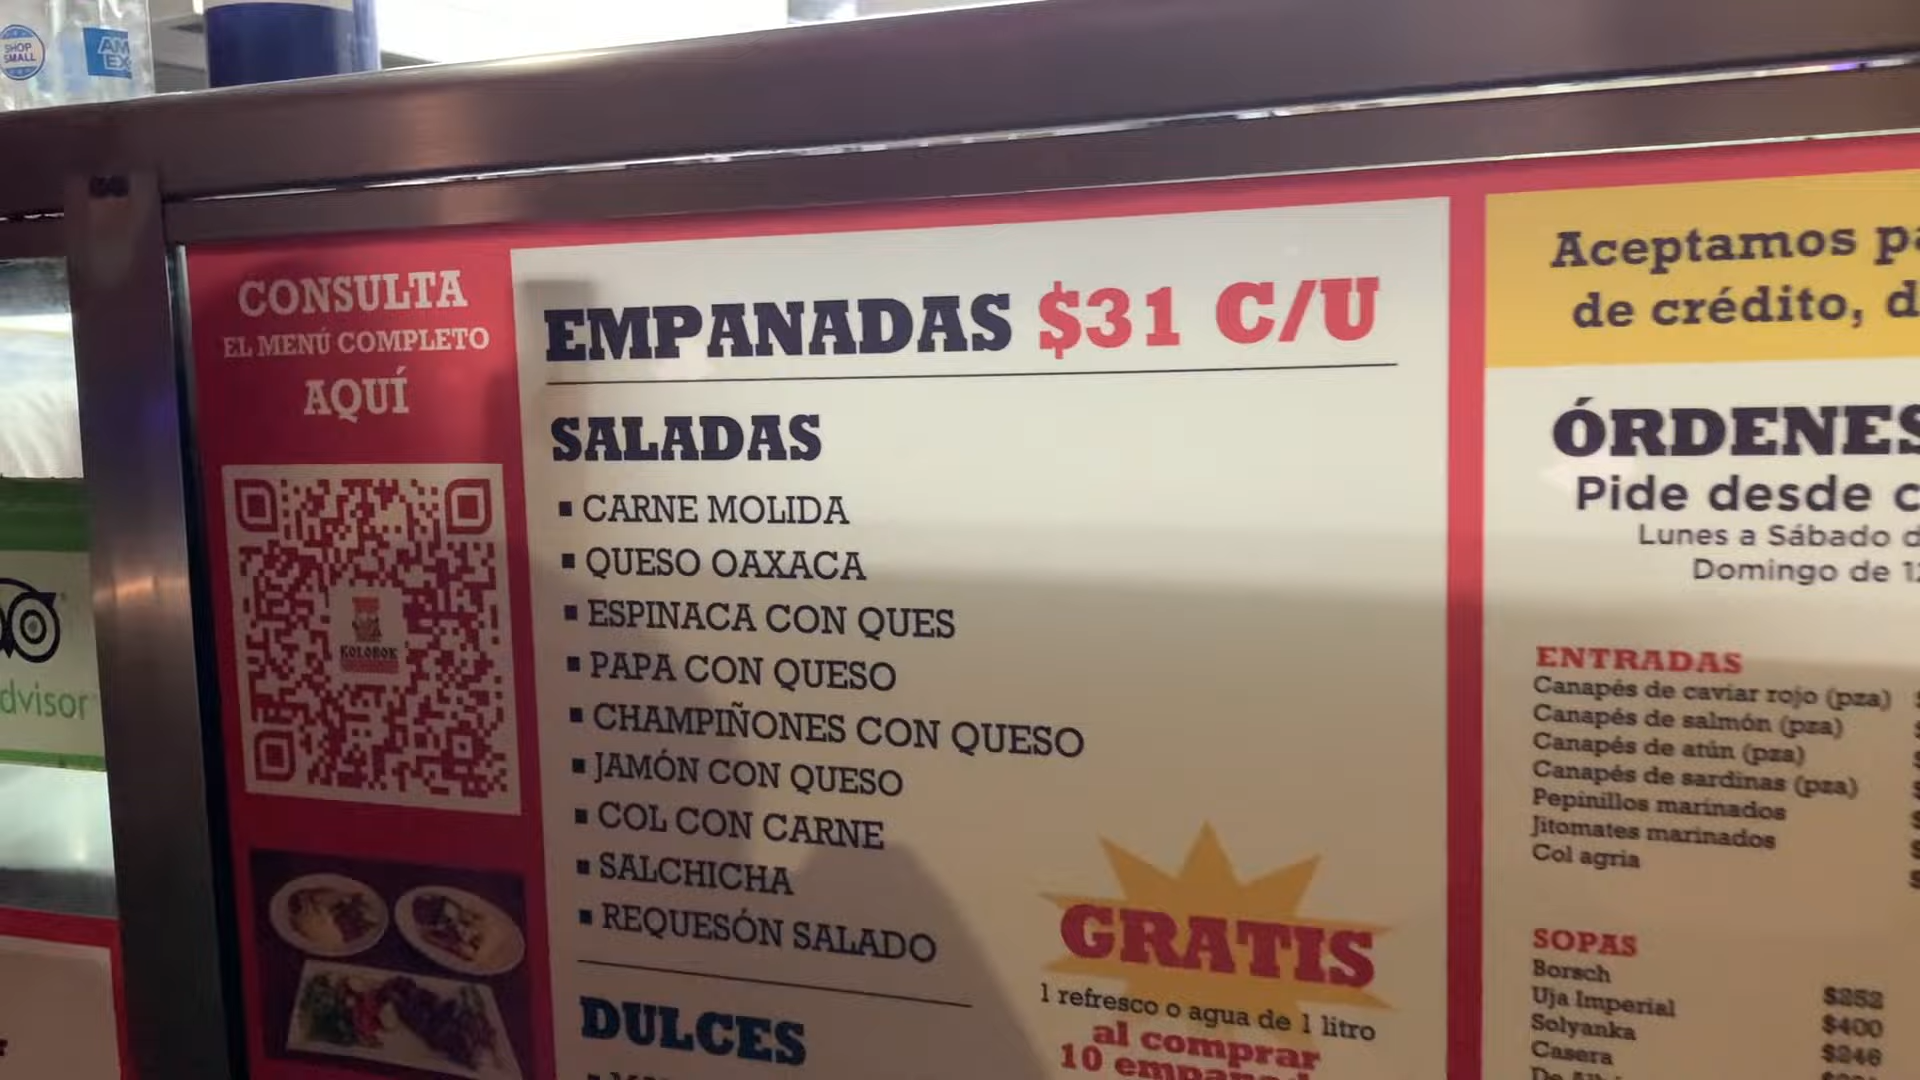 SHOP
SMALL
AM
EX
CONSULTA
EL MENÚ COMPLETO
AQUÍ
KOLOBOK
dvisor
EMPANADAS $31 C/U
SALADAS
▪ CARNE MOLIDA
▪ QUESO OAXACA
▪ ESPINACA CON QUES
▪ PAPA CON QUESO
▪ CHAMPIÑONES CON QUESO
▪ JAMÓN CON QUESO
▪ COL CON CARNE
▪ SALCHICHA
▪ REQUESÓN SALADO
DULCES
GRATIS
1 refresco o agua de 1 litro
al comprar
10
Aceptamos
de crédito,
ÓRDENES
Pide desde
Lunes a Sábado
Domingo de
ENTRADAS
Canapés de caviar rojo (pza)
Canapés de salmón (pza)
Canapés de atún (pza)
Canapés de sardinas (pza)
Pepinillos marinados
Jitomates marinados
Col agria
SOPAS
Borsch $252
Uja Imperial $400
Solyanka $246
Casera